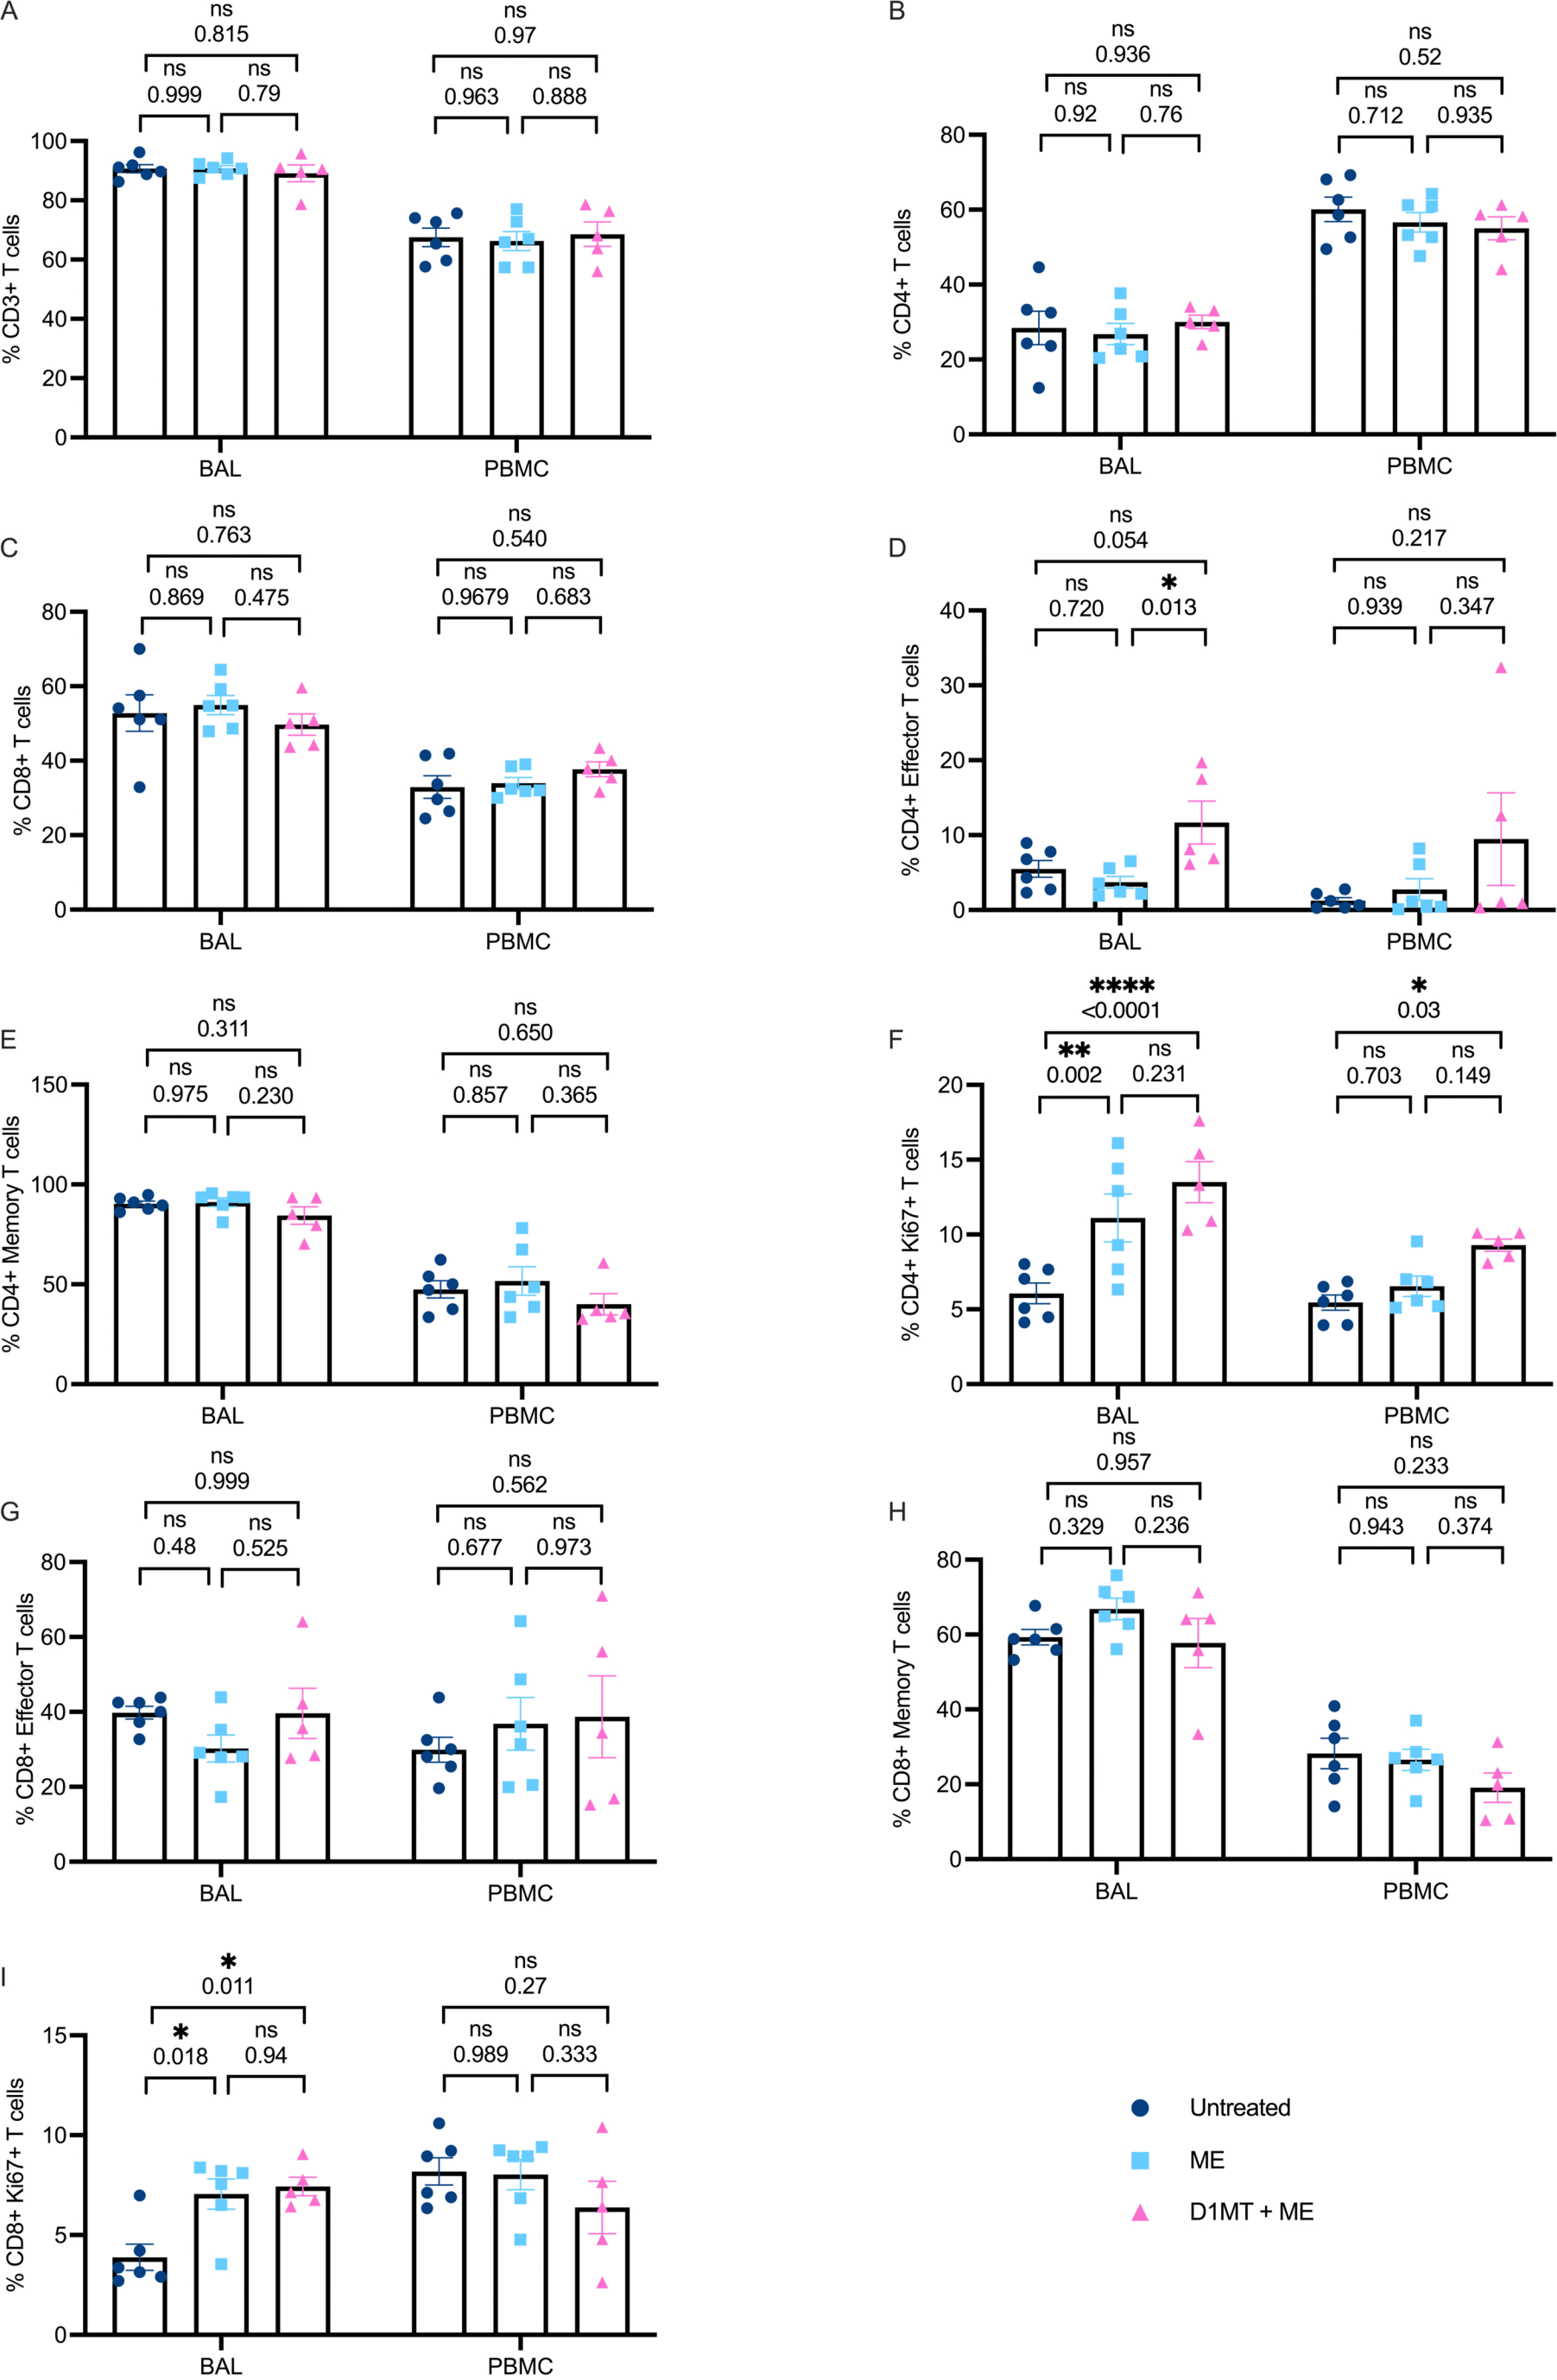 A
ns
0.815
ns
0.999
ns
0.79
ns
0.97
ns
0.963
ns
0.888
% CD3+ T cells
100
80
60
40
20
0
BAL
PBMC
B
ns
0.936
ns
0.92
ns
0.76
ns
0.52
ns
0.712
ns
0.935
% CD4+ T cells
80
60
40
20
0
BAL
PBMC
C
ns
0.763
ns
0.869
ns
0.475
ns
0.540
ns
0.9679
ns
0.683
% CD8+ T cells
80
60
40
20
0
BAL
PBMC
D
ns
0.054
ns
0.720
*
0.013
ns
0.217
ns
0.939
ns
0.347
% CD4+ Effector T cells
40
30
20
10
0
BAL
PBMC
E
ns
0.311
ns
0.975
ns
0.230
ns
0.650
ns
0.857
ns
0.365
% CD4+ Memory T cells
150
100
50
0
BAL
PBMC
F
****
<0.0001
**
0.002
ns
0.231
*
0.03
ns
0.703
ns
0.149
% CD4+ Ki67+ T cells
20
15
10
5
0
BAL
PBMC
G
ns
0.999
ns
0.48
ns
0.525
ns
0.562
ns
0.677
ns
0.973
% CD8+ Effector T cells
80
60
40
20
0
BAL
PBMC
H
ns
0.957
ns
0.329
ns
0.236
ns
0.233
ns
0.943
ns
0.374
% CD8+ Memory T cells
80
60
40
20
0
BAL
PBMC
I
*
0.011
*
0.018
ns
0.94
ns
0.27
ns
0.989
ns
0.333
% CD8+ Ki67+ T cells
15
10
5
0
BAL
PBMC
Untreated
ME
D1MT + ME